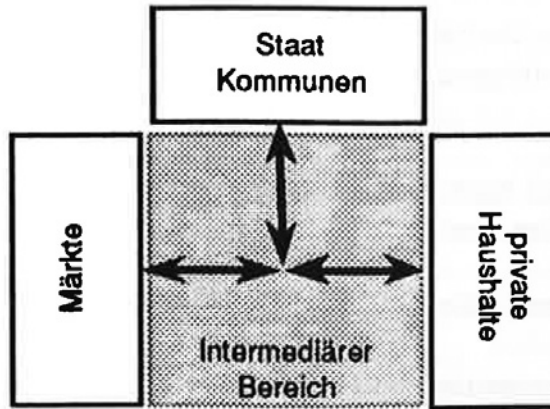 Staat
Kommunen
Märkte
private
Haushalte
Intermediärer
Bereich